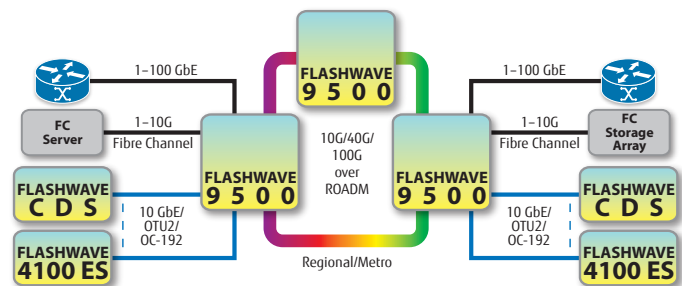 FLASHWAVE
9500
1–100 GbE
FC
Server
1–10G
Fibre Channel
FLASHWAVE
CDS
FLASHWAVE
4100 ES
10 GbE/
OTU2/
OC-192
FLASHWAVE
9500
10G/40G/
100G
over
ROADM
Regional/Metro
FLASHWAVE
9500
1–100 GbE
1–10G
Fibre Channel
FC
Storage
Array
10 GbE/
OTU2/
OC-192
FLASHWAVE
CDS
FLASHWAVE
4100 ES